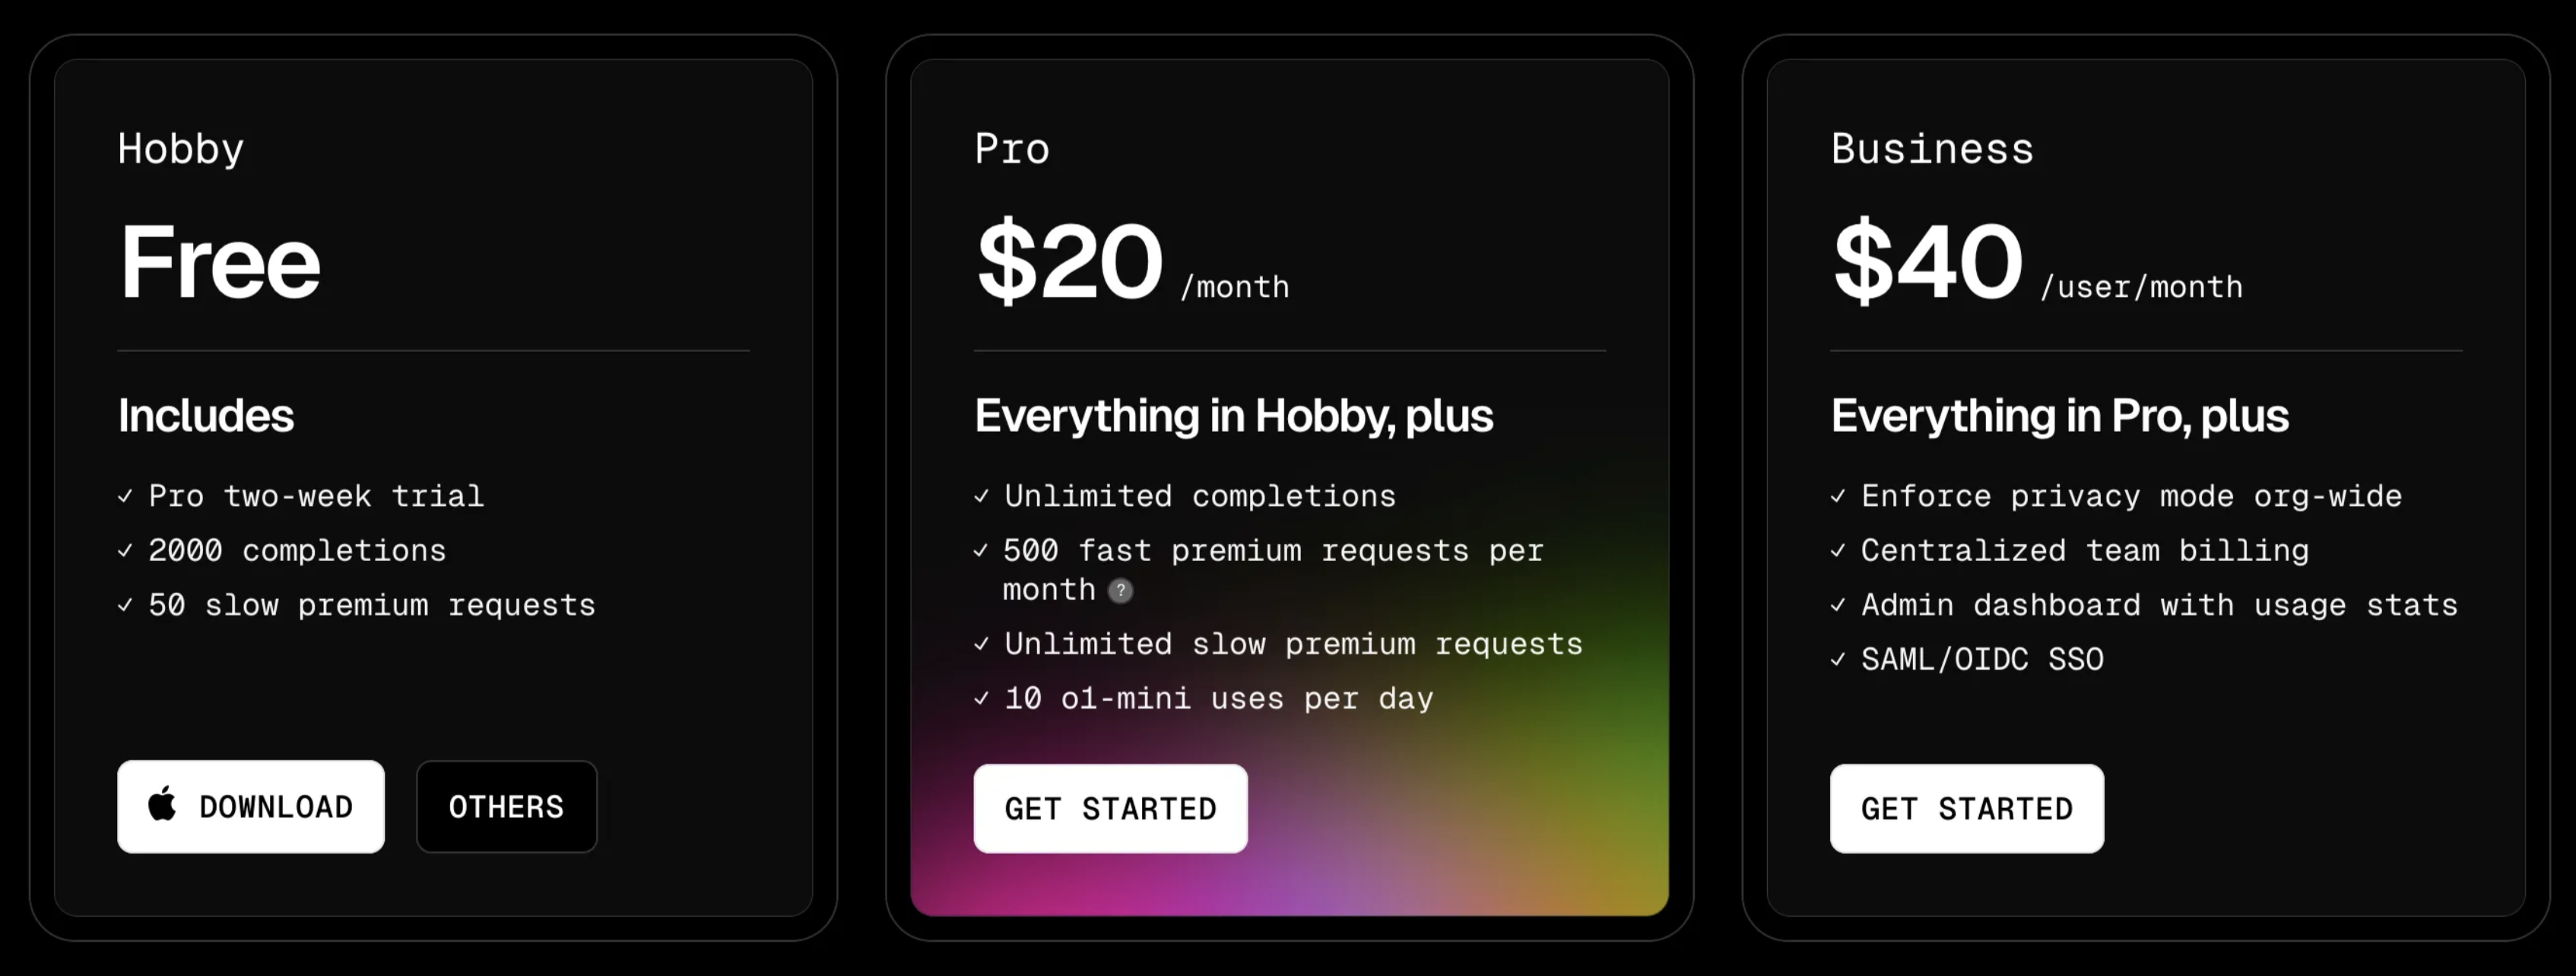 Hobby
Free
Includes
✓ Pro two-week trial
✓ 2000 completions
✓ 50 slow premium requests
DOWNLOAD
OTHERS
Pro
$20 /month
Everything in Hobby, plus
✓ Unlimited completions
✓ 500 fast premium requests per
month ?
✓ Unlimited slow premium requests
✓ 10 o1-mini uses per day
GET STARTED
Business
$40 /user/month
Everything in Pro, plus
✓ Enforce privacy mode org-wide
✓ Centralized team billing
✓ Admin dashboard with usage stats
✓ SAML/OIDC SSO
GET STARTED